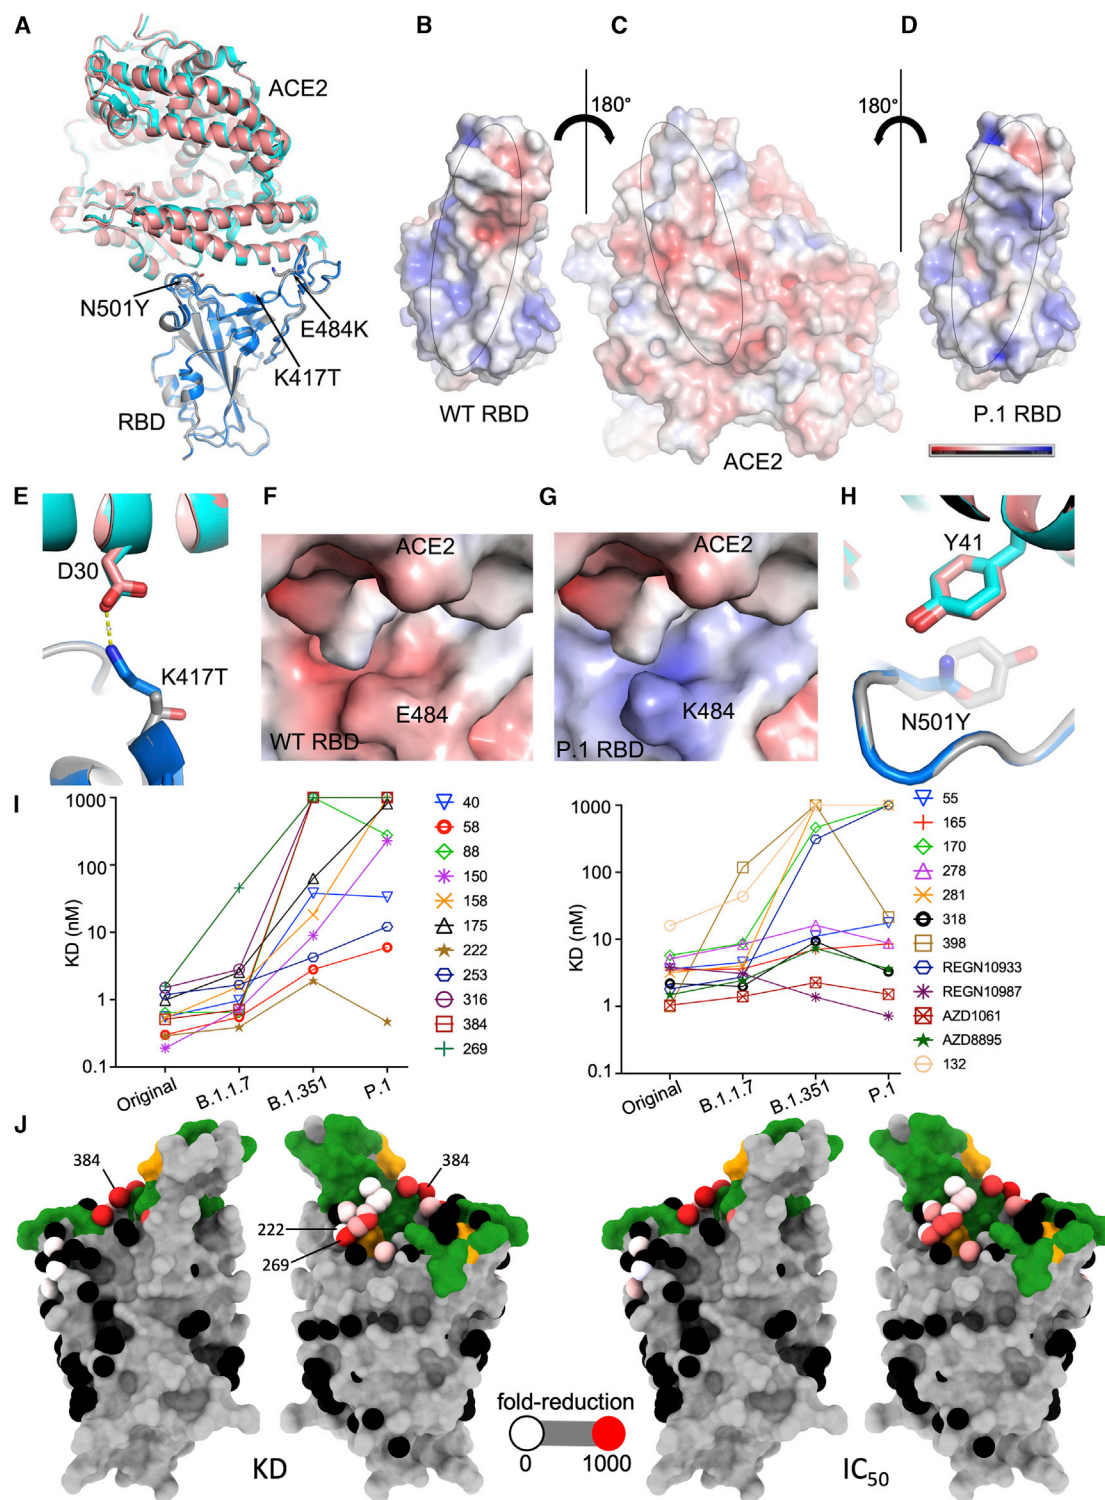 A
B
C
D
ACE2
180°
180°
N501Y
E484K
K417T
RBD
WT RBD
ACE2
P.1 RBD
E
F
G
H
D30
K417T
ACE2
E484
WT RBD
ACE2
K484
P.1 RBD
Y41
N501Y
I
KD (nM)
1000
100
10
1
0.1
Original
B.1.1.7
B.1.351
P.1
40
58
88
150
158
175
222
253
316
384
269
KD (nM)
1000
100
10
1
0.1
Original
B.1.1.7
B.1.351
P.1
55
165
170
278
281
318
398
REGN10933
REGN10987
AZD1061
AZD8895
132
J
384
384
222
269
fold-reduction
0 1000
KD
IC50